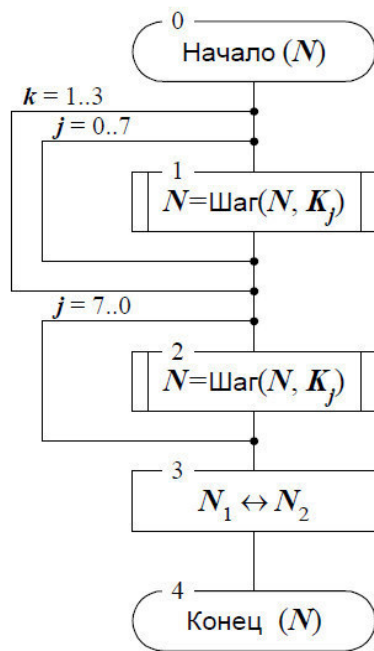 0
Начало (N)
k = 1..3
j = 0..7
1
N=Шаг(N, Kj)
j = 7..0
2
N=Шаг(N, Kj)
3
N1 ↔ N2
4
Конец (N)